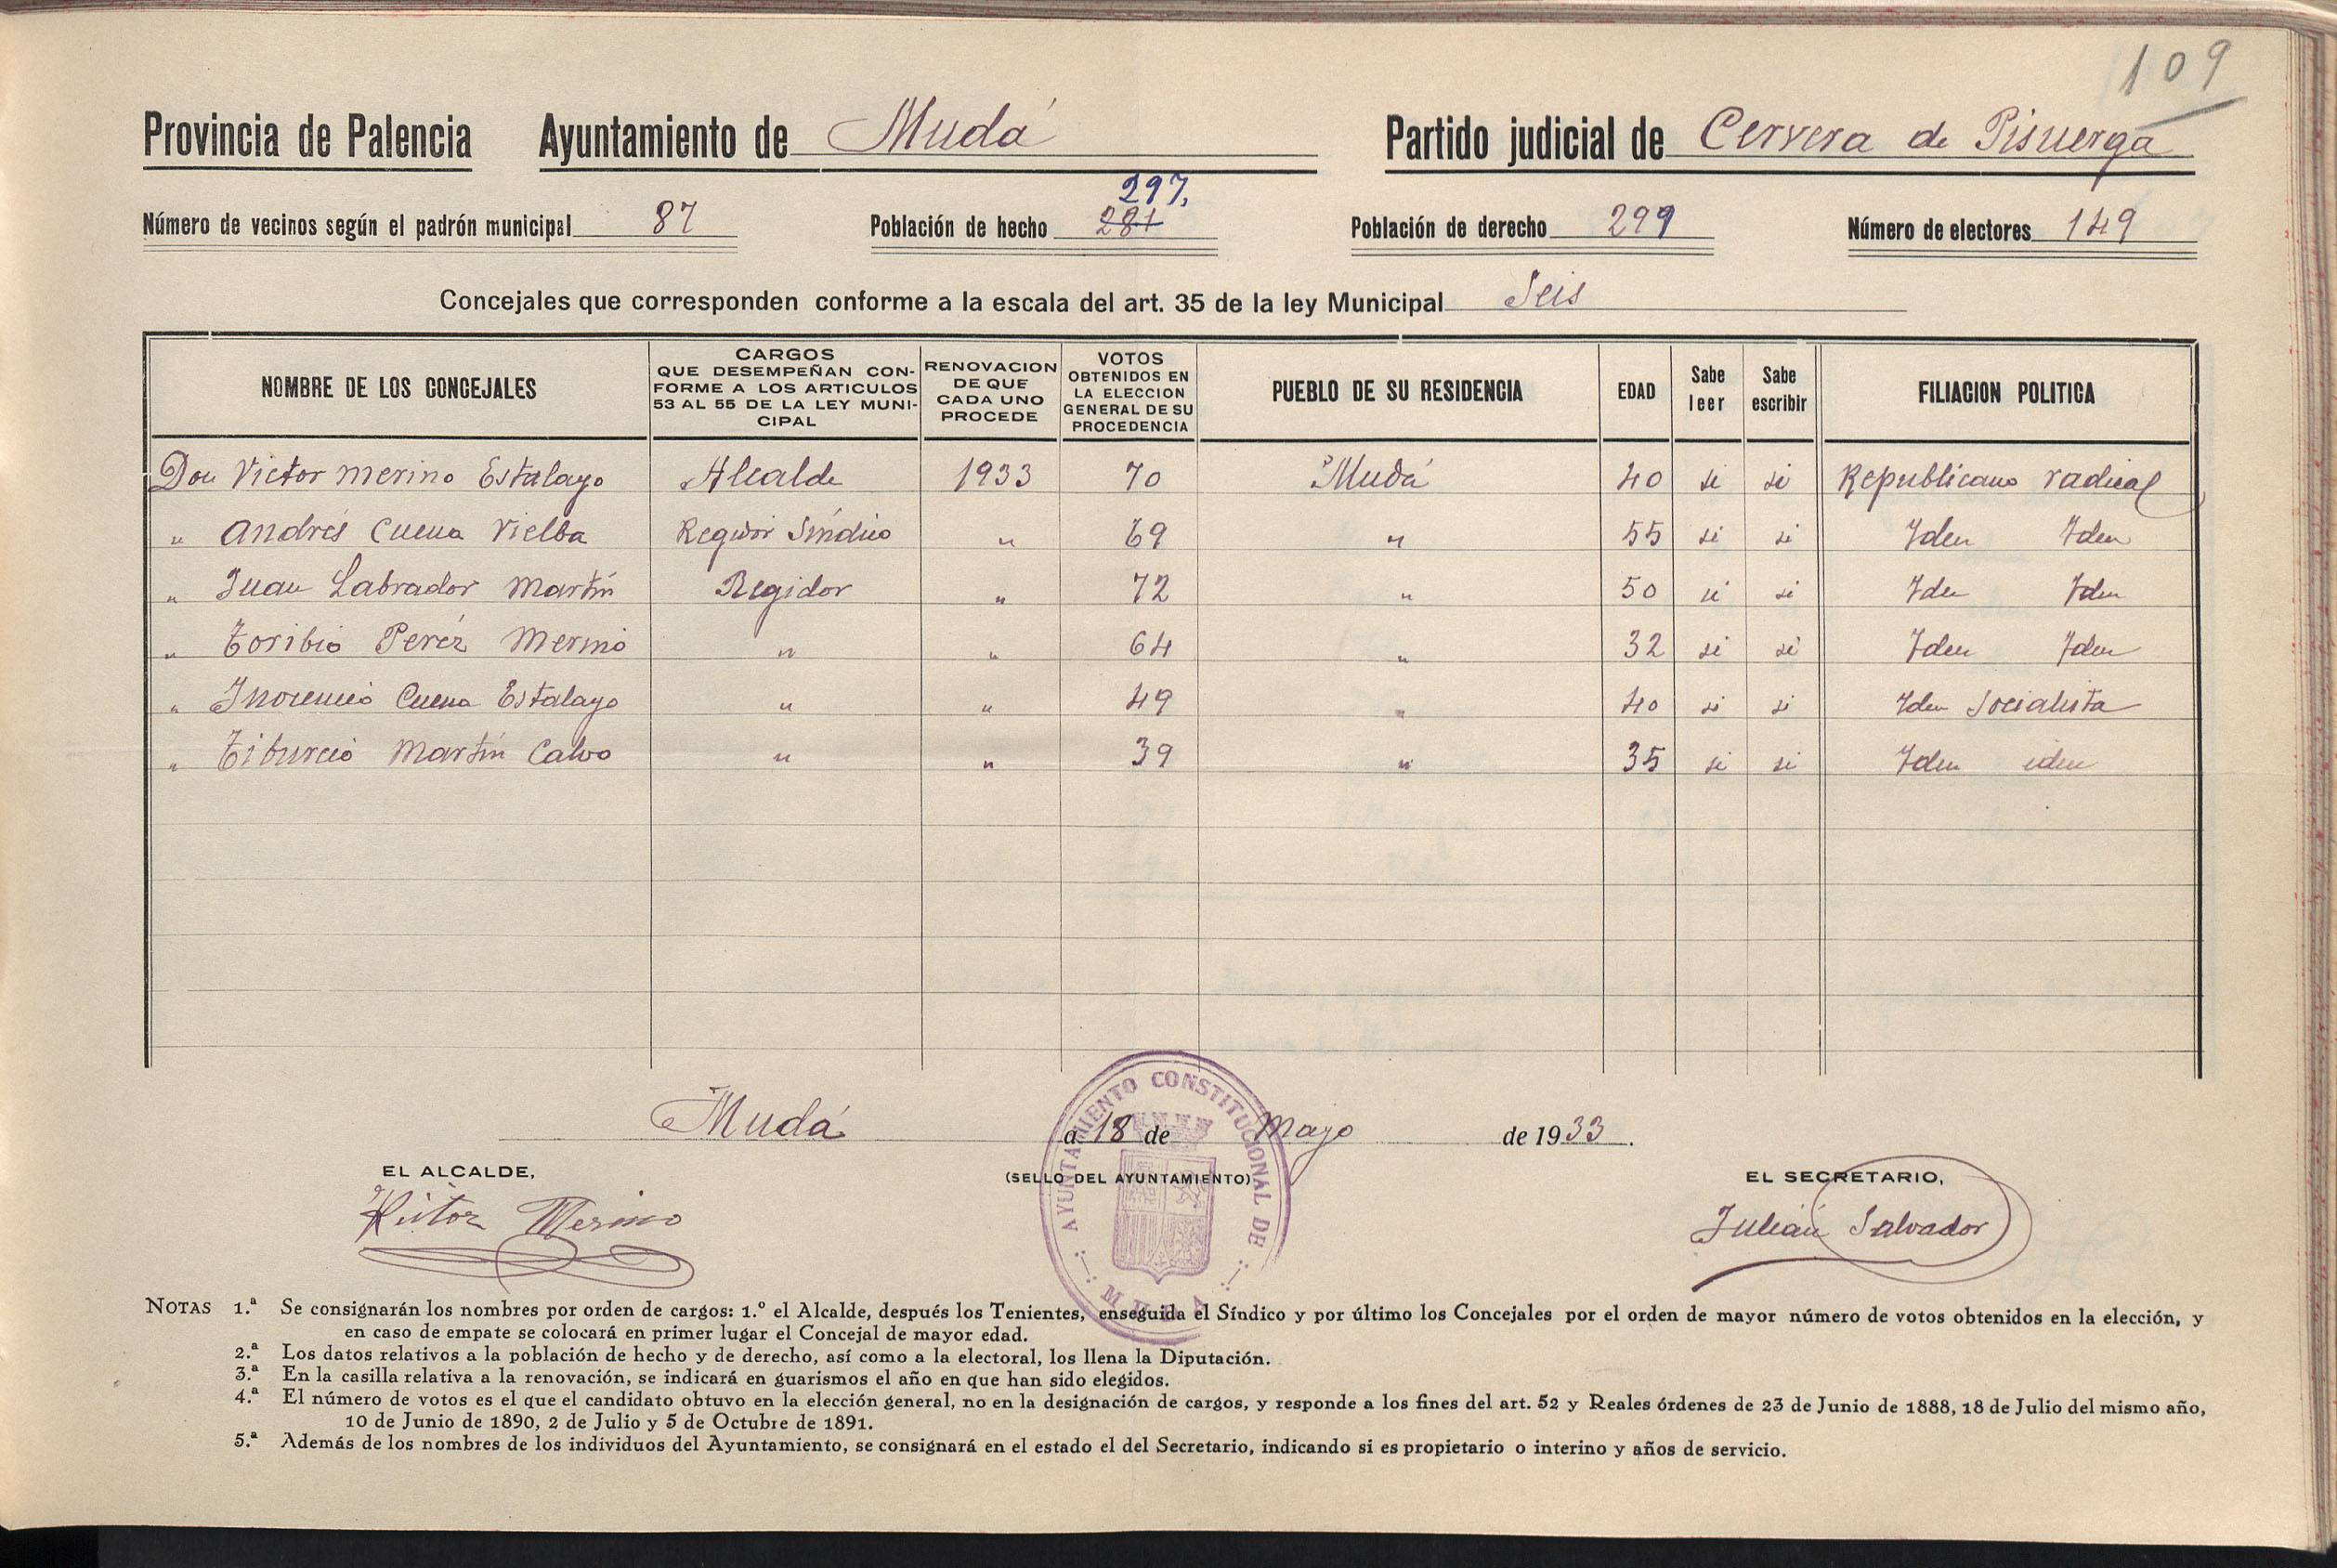 109
Provincia de Palencia Ayuntamiento de Mudá Partido judicial de Cervera de Pisuerga
297.
Número de vecinos según el padrón municipal 87 Población de hecho 287 Población de derecho 299 Número de electores 149
Concejales que corresponden conforme a la escala del art. 35 de la ley Municipal Seis
NOMBRE DE LOS CONCEJALES CARGOS QUE DESEMPEÑAN CON-FORME A LOS ARTICULOS 53 AL 55 DE LA LEY MUNI-CIPAL RENOVACION DE QUE CADA UNO PROCEDE VOTOS OBTENIDOS EN LA ELECCION GENERAL DE SU PROCEDENCIA PUEBLO DE SU RESIDENCIA EDAD Sabe leer Sabe escribir FILIACION POLITICA
Don Victor Merino Estalayo Alcalde 1933 70 Mudá 40 si si Republicano radical
" Andrés Cuena Vielba Regidor Síndico " 69 " 55 si si Iden Iden
" Juan Labrador Martín Regidor " 72 " 50 si si Iden Iden
" Toribio Peréz Merino " " 64 " 32 si si Iden Iden
" Inocencio Cuena Estalayo " " 49 " 40 si si Iden Socialista
" Tiburcio Martín Calvo " " 39 " 35 si si Iden iden
Mudá a 18 de Mayo de 1933.
EL ALCALDE, (SELLO DEL AYUNTAMIENTO) EL SECRETARIO,
Victor Merino Julián Salvador
AYUNTAMIENTO CONSTITUCIONAL DE MUDA
NOTAS 1.ª Se consignarán los nombres por orden de cargos: 1.º el Alcalde, después los Tenientes, enseguida el Síndico y por último los Concejales por el orden de mayor número de votos obtenidos en la elección, y
en caso de empate se colocará en primer lugar el Concejal de mayor edad.
2.ª Los datos relativos a la población de hecho y de derecho, así como a la electoral, los llena la Diputación.
3.ª En la casilla relativa a la renovación, se indicará en guarismos el año en que han sido elegidos.
4.ª El número de votos es el que el candidato obtuvo en la elección general, no en la designación de cargos, y responde a los fines del art. 52 y Reales órdenes de 23 de Junio de 1888, 18 de Julio del mismo año,
10 de Junio de 1890, 2 de Julio y 5 de Octubre de 1891.
5.ª Además de los nombres de los individuos del Ayuntamiento, se consignará en el estado el del Secretario, indicando si es propietario o interino y años de servicio.